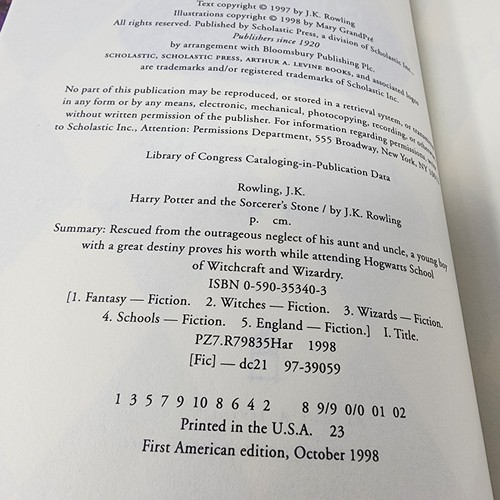 Text copyright © 1997 by J.K. Rowling
Illustrations copyright © 1998 by Mary GrandPré
All rights reserved. Published by Scholastic Press, a division of Scholastic Inc.,
Publishers since 1920
by arrangement with Bloomsbury Publishing Plc.
SCHOLASTIC, SCHOLASTIC PRESS, ARTHUR A. LEVINE BOOKS, and associated logos
are trademarks and/or registered trademarks of Scholastic Inc.
No part of this publication may be reproduced, or stored in a retrieval system, or
in any form or by any means, electronic, mechanical, photocopying, recording, or
without written permission of the publisher. For information regarding permissions,
to Scholastic Inc., Attention: Permissions Department, 555 Broadway, New York, NY
Library of Congress Cataloging-in-Publication Data
Rowling, J.K.
Harry Potter and the Sorcerer's Stone / by J.K. Rowling
p. cm.
Summary: Rescued from the outrageous neglect of his aunt and uncle, a young boy
with a great destiny proves his worth while attending Hogwarts School
of Witchcraft and Wizardry.
ISBN 0-590-35340-3
[1. Fantasy — Fiction. 2. Witches — Fiction. 3. Wizards — Fiction.
4. Schools — Fiction. 5. England — Fiction.] I. Title.
PZ7.R79835Har 1998
[Fic] — dc21 97-39059
1 3 5 7 9 10 8 6 4 2 8 9/9 0/0 01 02
Printed in the U.S.A. 23
First American edition, October 1998